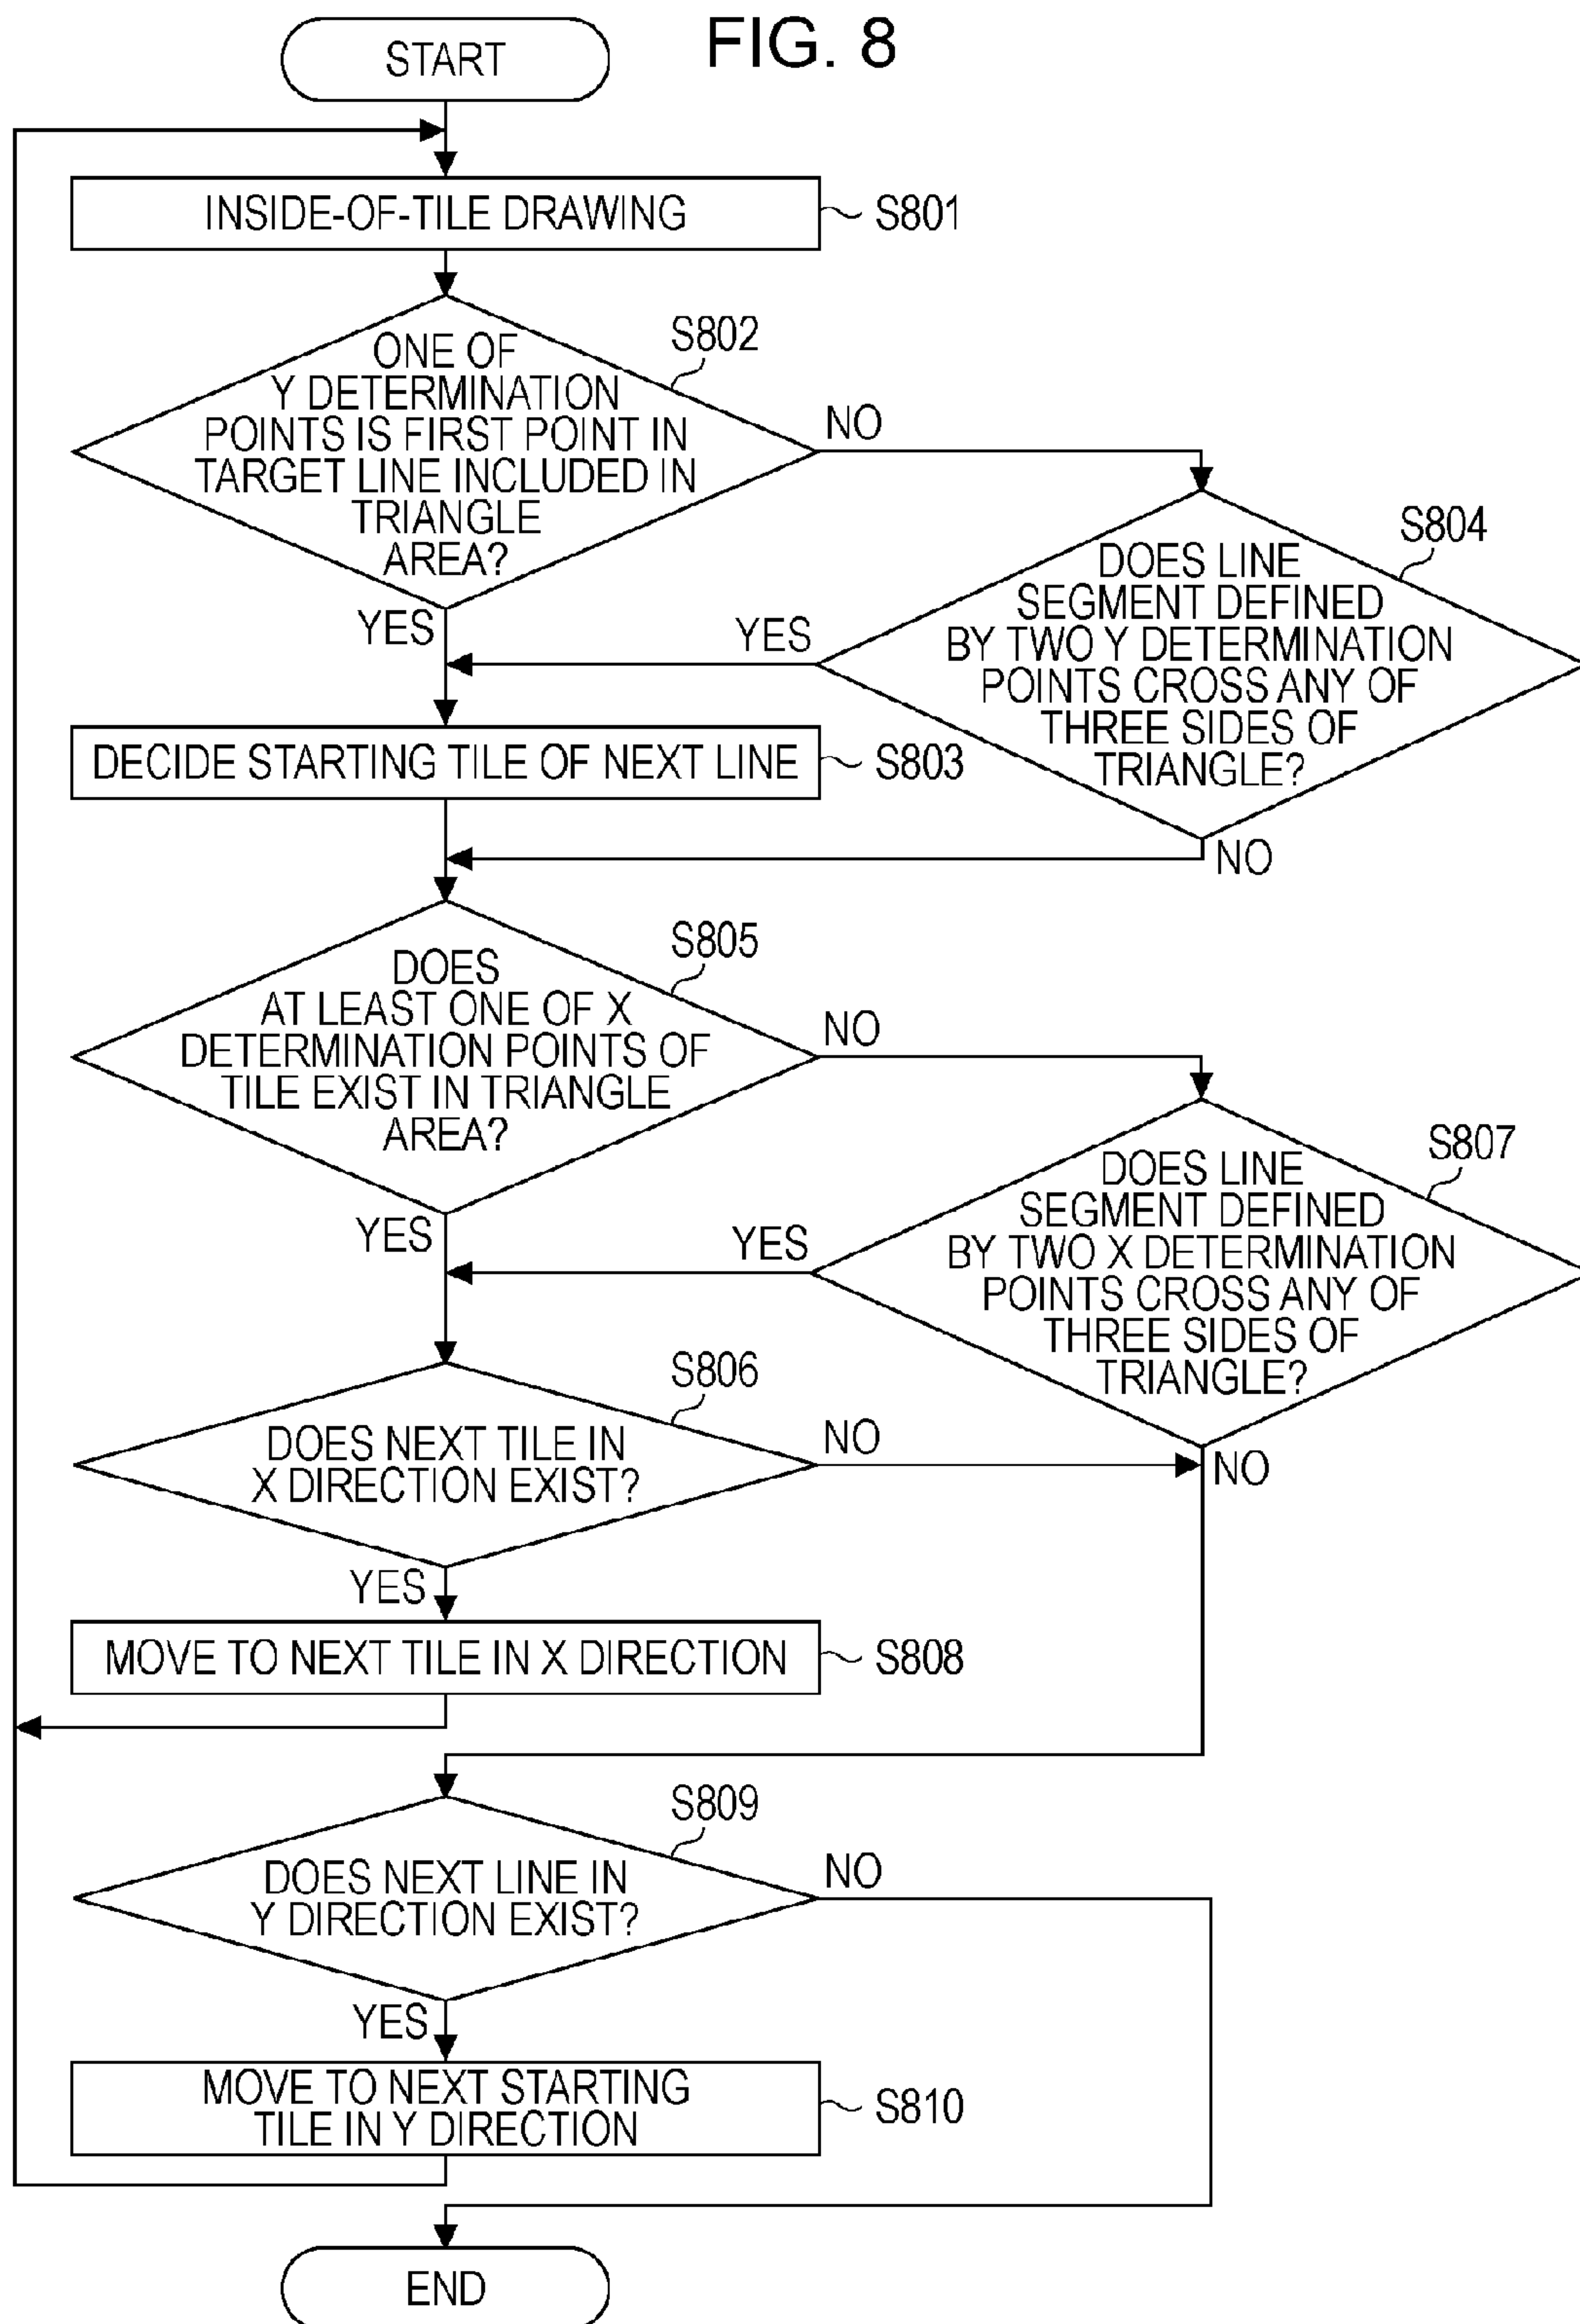 FIG. 8
START
INSIDE-OF-TILE DRAWING
S801
S802
ONE OF
Y DETERMINATION
POINTS IS FIRST POINT IN
TARGET LINE INCLUDED IN
TRIANGLE
AREA?
NO
YES
S804
DOES LINE
SEGMENT DEFINED
BY TWO Y DETERMINATION
POINTS CROSS ANY OF
THREE SIDES OF
TRIANGLE?
YES
NO
DECIDE STARTING TILE OF NEXT LINE
S803
S805
DOES
AT LEAST ONE OF X
DETERMINATION POINTS OF
TILE EXIST IN TRIANGLE
AREA?
NO
YES
S807
DOES LINE
SEGMENT DEFINED
BY TWO X DETERMINATION
POINTS CROSS ANY OF
THREE SIDES OF
TRIANGLE?
YES
NO
S806
DOES NEXT TILE IN
X DIRECTION EXIST?
NO
YES
MOVE TO NEXT TILE IN X DIRECTION
S808
S809
DOES NEXT LINE IN
Y DIRECTION EXIST?
NO
YES
MOVE TO NEXT STARTING
TILE IN Y DIRECTION
S810
END